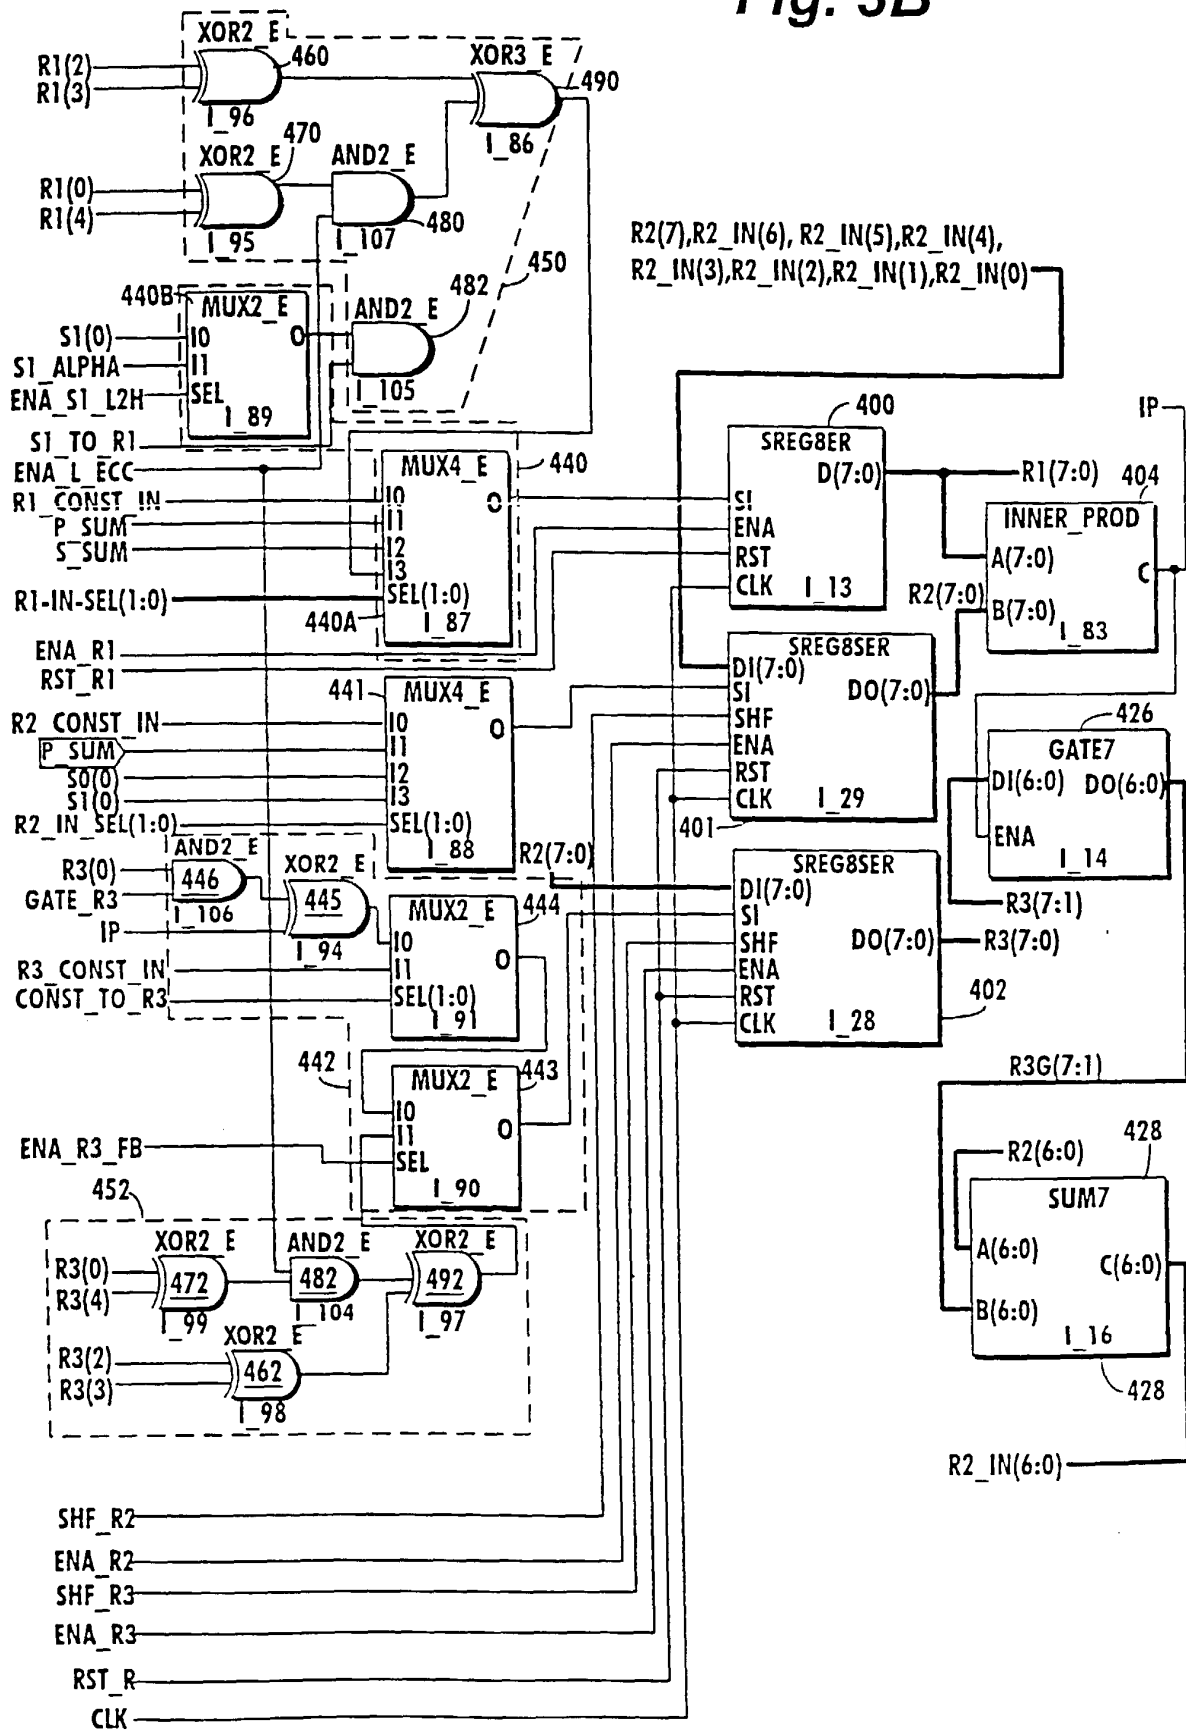 Fig. 3B
XOR2_E
460
R1(2)
R1(3)
I_96
XOR3_E
490
I_86
XOR2_E
470
R1(0)
R1(4)
I_95
AND2_E
480
I_107
450
R2(7),R2_IN(6), R2_IN(5),R2_IN(4),
R2_IN(3),R2_IN(2),R2_IN(1),R2_IN(0)
440B
MUX2_E
S1(0)
I0
O
S1_ALPHA
I1
ENA_S1_L2H
SEL
I_89
AND2_E
482
I_105
S1_TO_R1
ENA_L_ECC
R1_CONST_IN
P_SUM
S_SUM
R1-IN-SEL(1:0)
440
MUX4_E
I0
O
I1
I2
I3
SEL(1:0)
I_87
440A
ENA_R1
RST_R1
400
SREG8ER
D(7:0)
SI
ENA
RST
CLK
I_13
R1(7:0)
IP
404
INNER_PROD
A(7:0)
C
R2(7:0)
B(7:0)
I_83
441
MUX4_E
R2_CONST_IN
I0
O
P_SUM
I1
S0(0)
I2
S1(0)
I3
R2_IN_SEL(1:0)
SEL(1:0)
I_88
SREG8SER
DI(7:0)
DO(7:0)
SI
SHF
ENA
RST
CLK
I_29
401
426
GATE7
DI(6:0)
DO(6:0)
ENA
I_14
R3(7:1)
R3(0)
GATE_R3
AND2_E
446
I_106
IP
XOR2_E
445
I_94
R3_CONST_IN
CONST_TO_R3
MUX2_E
444
I0
O
I1
SEL(1:0)
I_91
R2(7:0)
SREG8SER
DI(7:0)
SI
SHF
DO(7:0)
R3(7:0)
ENA
RST
CLK
I_28
402
442
MUX2_E
443
I0
O
I1
SEL
I_90
ENA_R3_FB
R3G(7:1)
R2(6:0)
428
SUM7
A(6:0)
C(6:0)
B(6:0)
I_16
428
452
XOR2_E
R3(0)
R3(4)
472
I_99
AND2_E
482
I_104
XOR2_E
492
I_97
XOR2_E
R3(2)
R3(3)
462
I_98
R2_IN(6:0)
SHF_R2
ENA_R2
SHF_R3
ENA_R3
RST_R
CLK